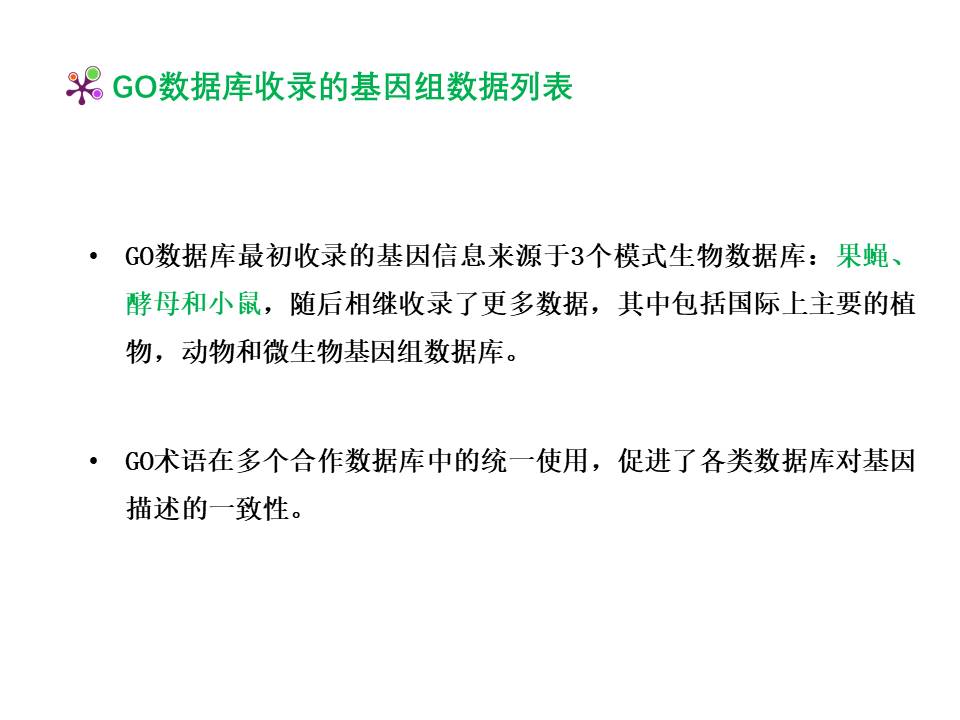 GO数据库收录的基因组数据列表
• GO数据库最初收录的基因信息来源于3个模式生物数据库：果蝇、
酵母和小鼠，随后相继收录了更多数据，其中包括国际上主要的植
物，动物和微生物基因组数据库。
• GO术语在多个合作数据库中的统一使用，促进了各类数据库对基因
描述的一致性。